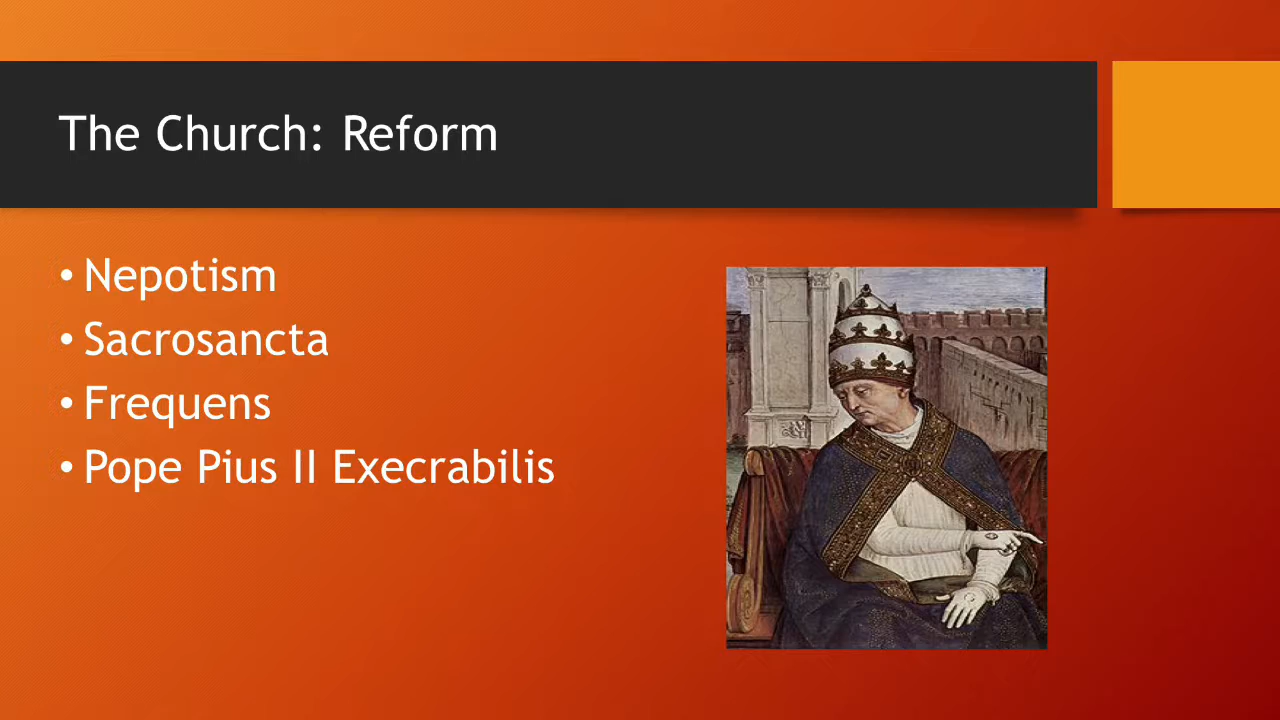 The Church: Reform
• Nepotism
• Sacrosancta
• Frequens
• Pope Pius II Execrabilis